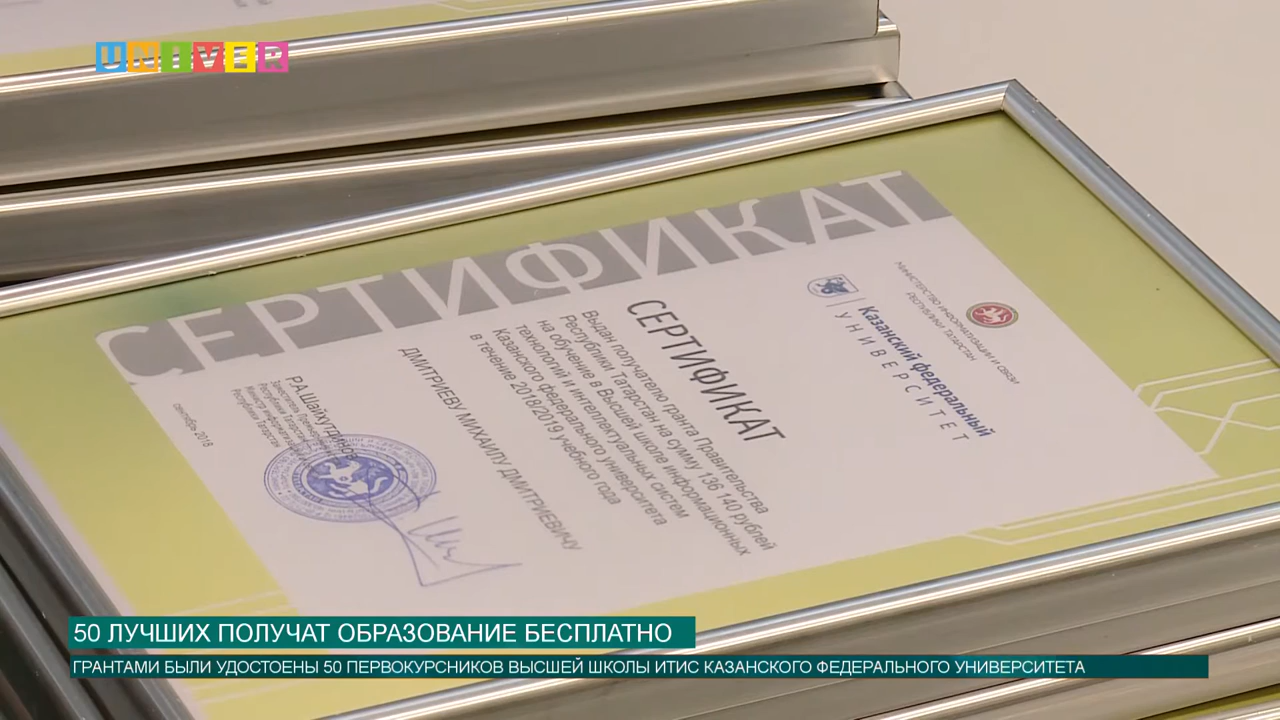 UNIVER
СЕРТИФИКАТ
МИНИСТЕРСТВО ИНФОРМАТИЗАЦИИ И СВЯЗИ
РЕСПУБЛИКИ ТАТАРСТАН
Казанский федеральный
УНИВЕРСИТЕТ
СЕРТИФИКАТ
Выдан получателю гранта Правительства
Республики Татарстан на сумму 136 140 рублей
на обучение в Высшей школе информационных
технологий и интеллектуальных систем
Казанского федерального университета
в течение 2018/2019 учебного года
ДМИТРИЕВУ МИХАИЛУ ДМИТРИЕВИЧУ
Р.А.Шайхутдинов
Республики Татарстан
сентябрь 2018
50 ЛУЧШИХ ПОЛУЧАТ ОБРАЗОВАНИЕ БЕСПЛАТНО
ГРАНТАМИ БЫЛИ УДОСТОЕНЫ 50 ПЕРВОКУРСНИКОВ ВЫСШЕЙ ШКОЛЫ ИТИС КАЗАНСКОГО ФЕДЕРАЛЬНОГО УНИВЕРСИТЕТА